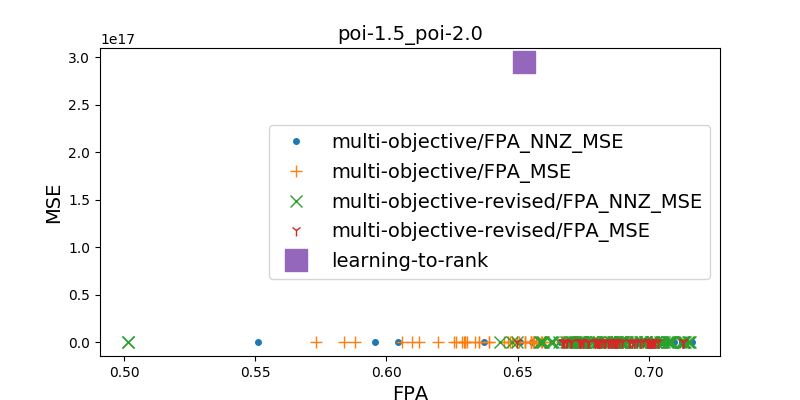 poi-1.5_poi-2.0
1e17
3.0
2.5
2.0
1.5
1.0
0.5
0.0
MSE
multi-objective/FPA_NNZ_MSE
multi-objective/FPA_MSE
multi-objective-revised/FPA_NNZ_MSE
multi-objective-revised/FPA_MSE
learning-to-rank
0.50 0.55 0.60 0.65 0.70
FPA